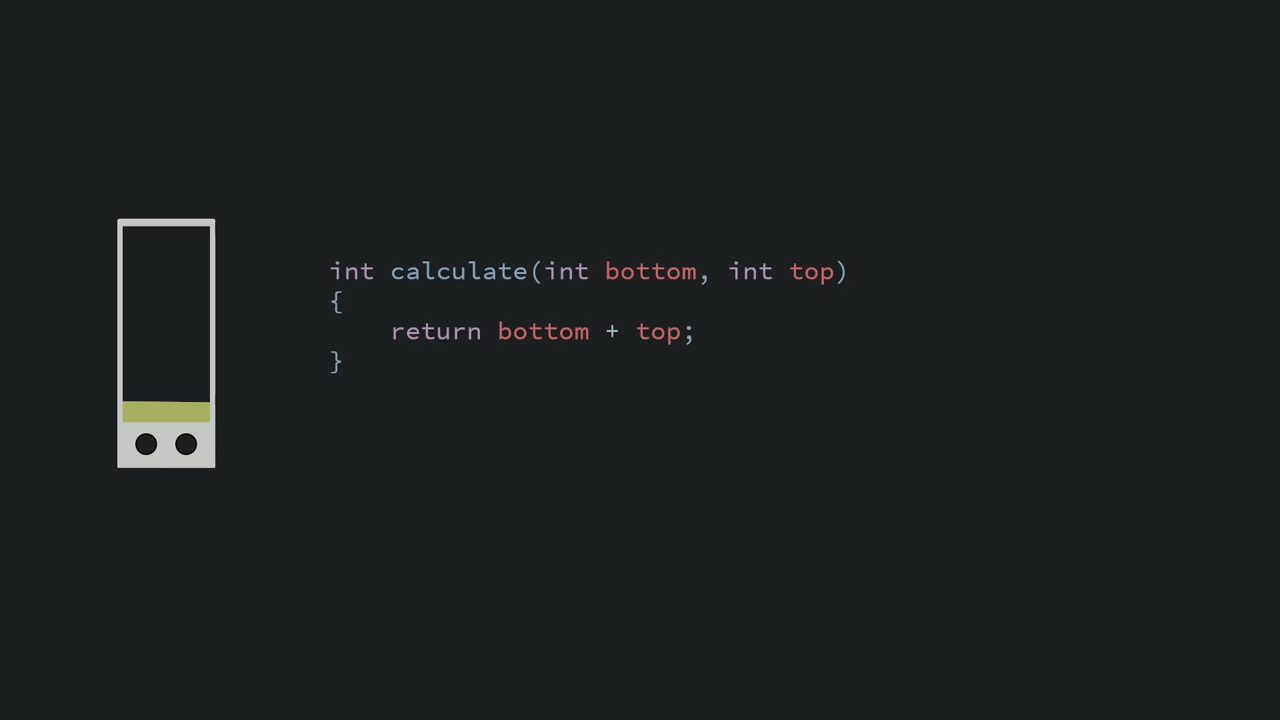 int calculate(int bottom, int top)
{
    return bottom + top;
}